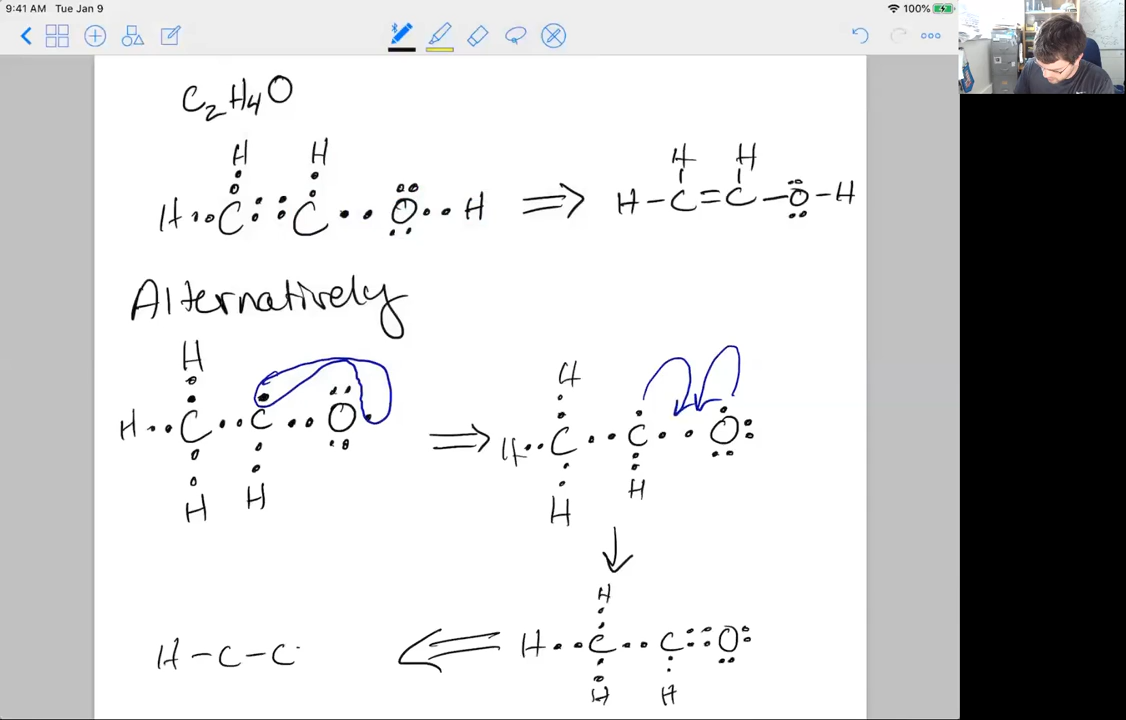 9:41 AM Tue Jan 9
100%
C₂H₄O
H H
H··C::::C··O··H ⇒ H-C=C-O-H
H H
Alternatively
H
H··C··C··O
H H
⇒
H
H··C··C··O:
H H
↓
H
H··C··C::::O:
H H
⇐
H-C-C